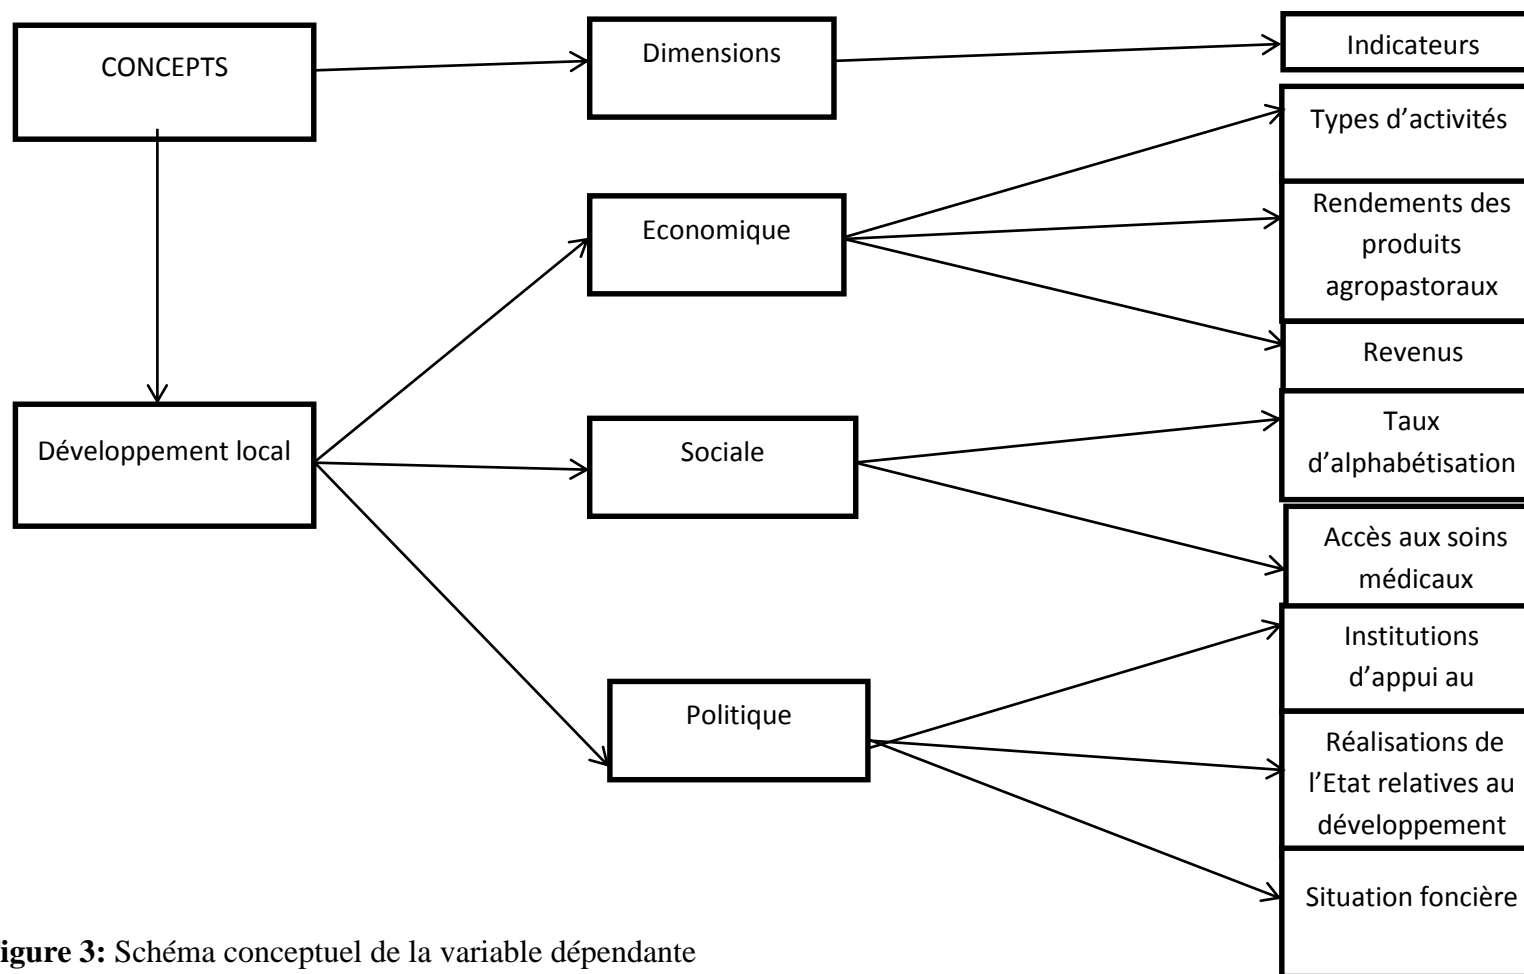 CONCEPTS
Dimensions
Indicateurs
Types d’activités
Rendements des
produits
agropastoraux
Economique
Revenus
Développement local
Sociale
Taux
d’alphabétisation
Accès aux soins
médicaux
Politique
Institutions
d’appui au
Réalisations de
l’Etat relatives au
développement
Situation foncière
igure 3: Schéma conceptuel de la variable dépendante